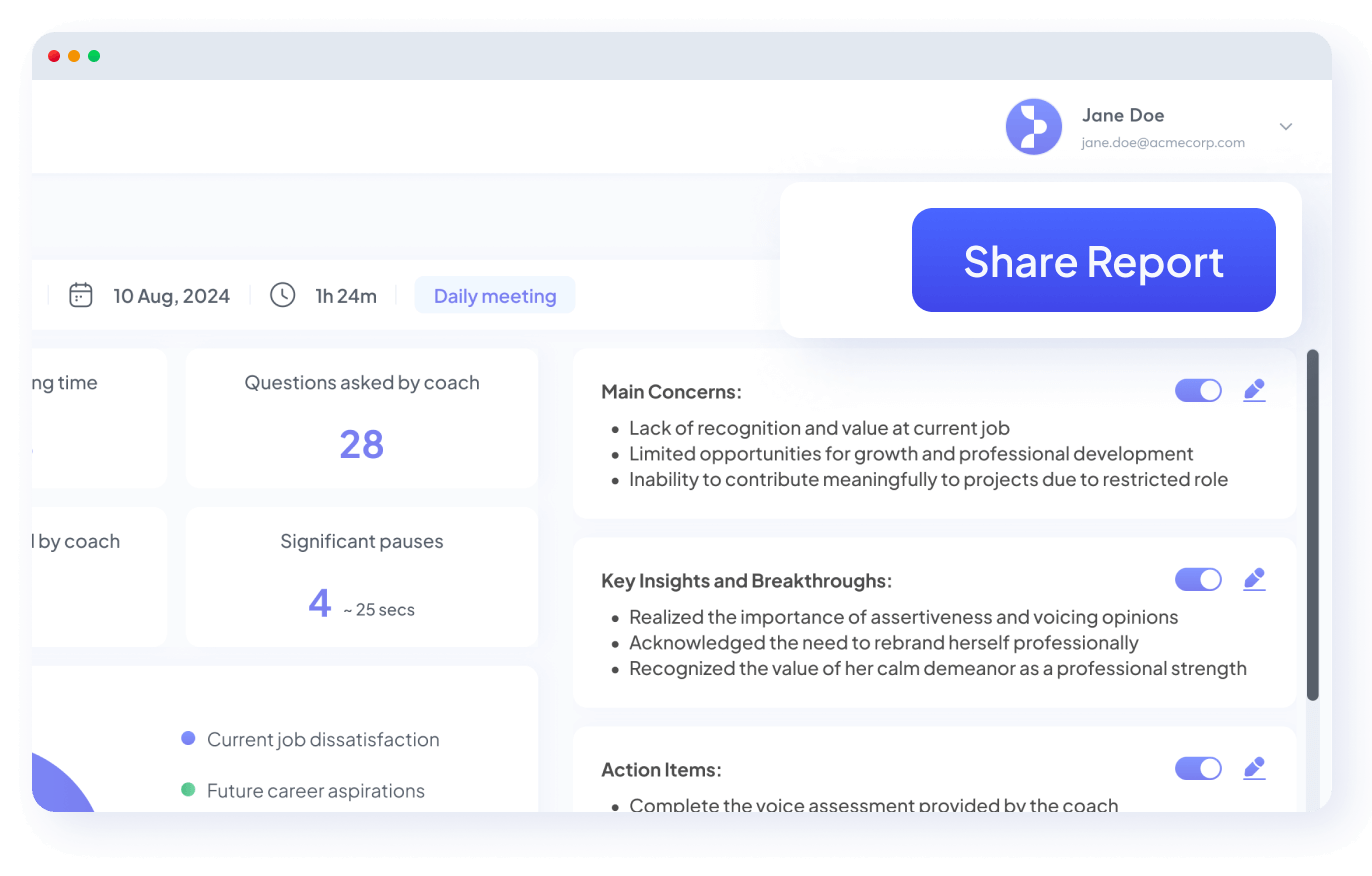 Jane Doe
jane.doe@acmecorp.com
Share Report
10 Aug, 2024
1h 24m
Daily meeting
ng time
Questions asked by coach
28
by coach
Significant pauses
4 ~ 25 secs
Current job dissatisfaction
Future career aspirations
Main Concerns:
• Lack of recognition and value at current job
• Limited opportunities for growth and professional development
• Inability to contribute meaningfully to projects due to restricted role
Key Insights and Breakthroughs:
• Realized the importance of assertiveness and voicing opinions
• Acknowledged the need to rebrand herself professionally
• Recognized the value of her calm demeanor as a professional strength
Action Items:
• Complete the voice assessment provided by the coach